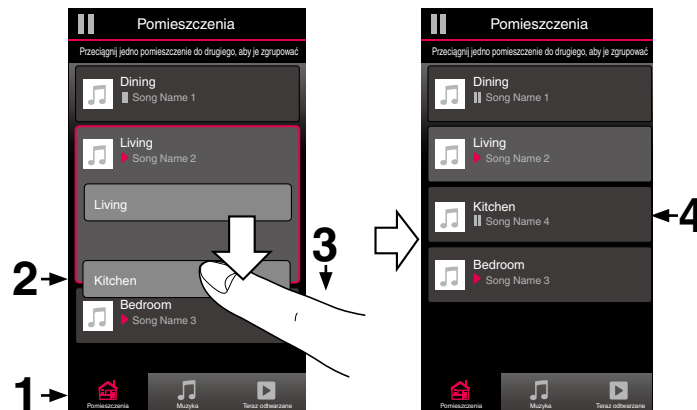 Pomieszczenia
Przeciągnij jedno pomieszczenie do drugiego, aby je zgrupować
Dining
Song Name 1
Living
Song Name 2
Living
Kitchen
Bedroom
Song Name 3
Pomieszczenia
Muzyka
Teraz odtwarzane
1
2
3
Pomieszczenia
Przeciągnij jedno pomieszczenie do drugiego, aby je zgrupować
Dining
Song Name 1
Living
Song Name 2
Kitchen
Song Name 4
Bedroom
Song Name 3
Pomieszczenia
Muzyka
Teraz odtwarzane
4